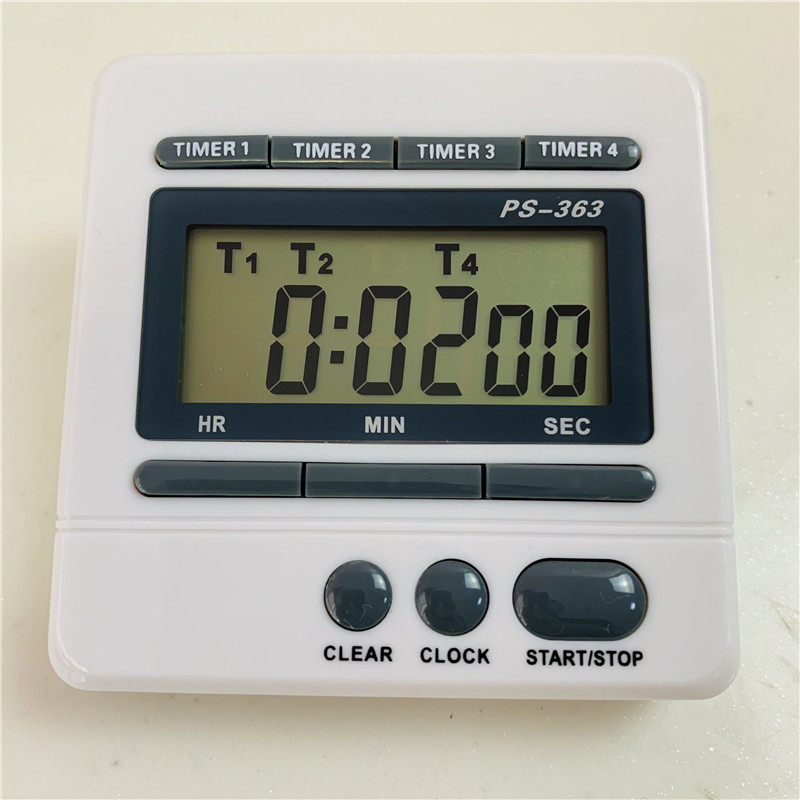 TIMER 1 TIMER 2 TIMER 3 TIMER 4
PS-363
T1 T2 T4
0:0200
HR MIN SEC
CLEAR CLOCK START/STOP